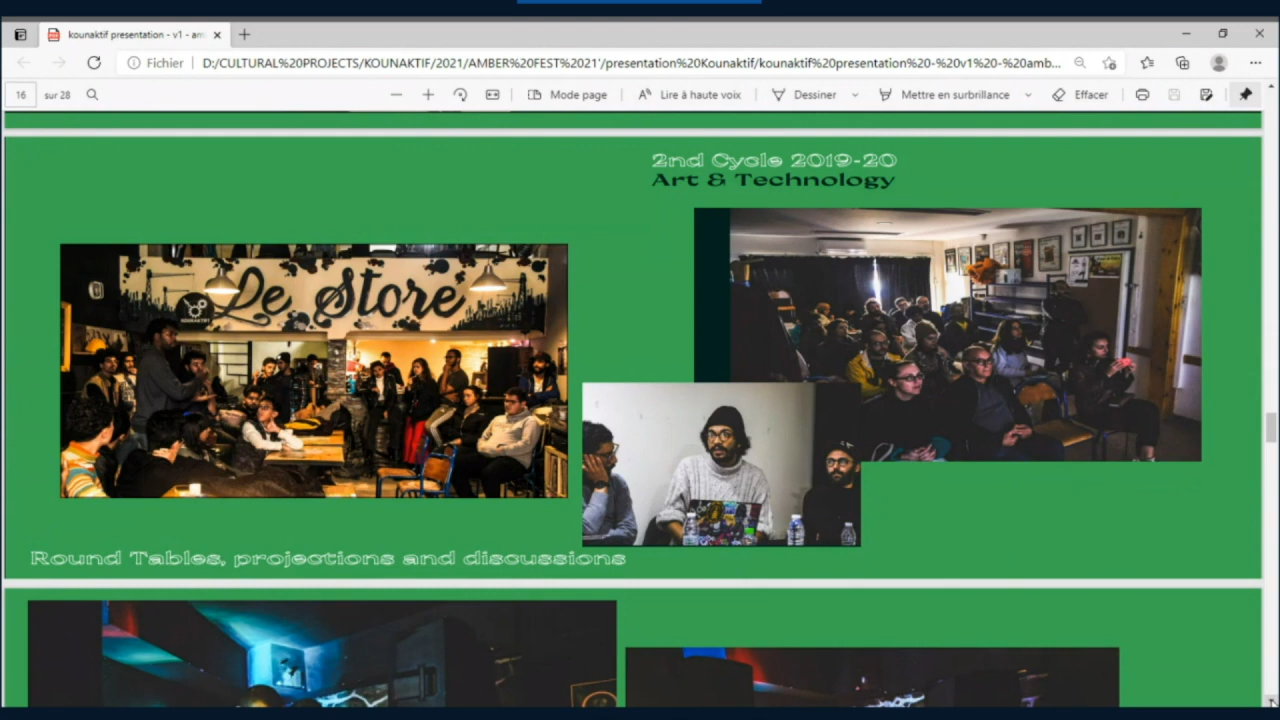 kounaktif presentation - v1 - am
Fichier
D:/CULTURAL%20PROJECTS/KOUNAKTIF/2021/AMBER%20FEST%2021'/presentation%20Kounaktif/kounaktif%20presentation%20-%20v1%20-%20amb...
16
sur 28
Mode page
Lire à haute voix
Dessiner
Mettre en surbrillance
Effacer
2nd Cycle 2019-20
Art & Technology
De Store
KOUNAKTIF
Round Tables, projections and discussions